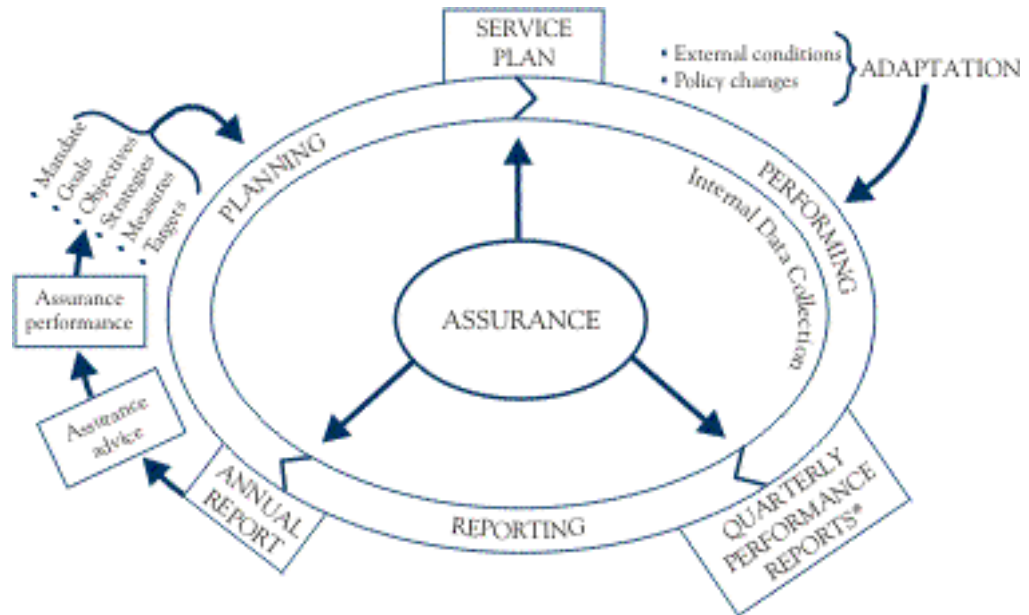 SERVICE
PLAN
• External conditions
• Policy changes
ADAPTATION
• Mandate
• Goals
• Objectives
• Strategies
• Measures
• Targets
PLANNING
PERFORMING
Internal Data Collection
Assurance
performance
ASSURANCE
Assurance
advice
ANNUAL
REPORT
REPORTING
QUARTERLY
PERFORMANCE
REPORTS*